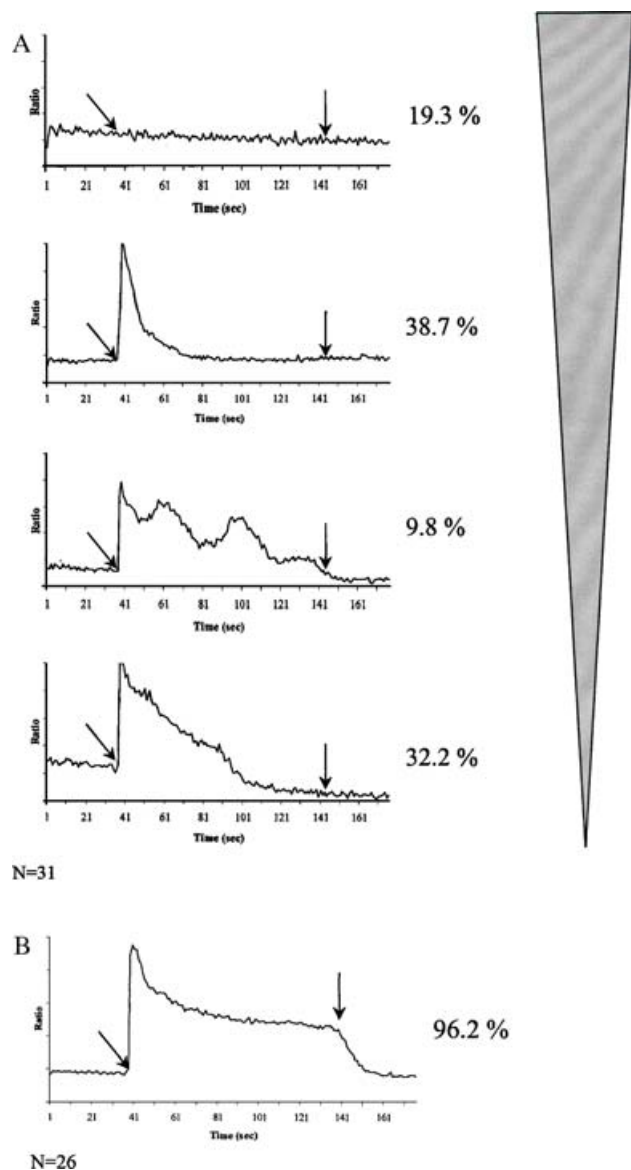 A
Ratio
19.3 %
1 21 41 61 81 101 121 141 161
Time (sec)
Ratio
38.7 %
1 21 41 61 81 101 121 141 161
Time (sec)
Ratio
9.8 %
1 21 41 61 81 101 121 141 161
Time (sec)
Ratio
32.2 %
1 21 41 61 81 101 121 141 161
Time (sec)
N=31
B
Ratio
96.2 %
1 21 41 61 81 101 121 141 161
Time (sec)
N=26